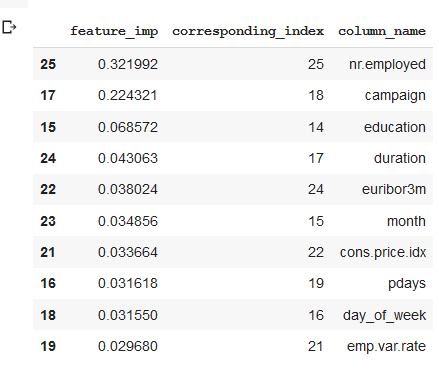 feature_imp corresponding_index column_name
25 0.321992 25 nr.employed
17 0.224321 18 campaign
15 0.068572 14 education
24 0.043063 17 duration
22 0.038024 24 euribor3m
23 0.034856 15 month
21 0.033664 22 cons.price.idx
16 0.031618 19 pdays
18 0.031550 16 day_of_week
19 0.029680 21 emp.var.rate